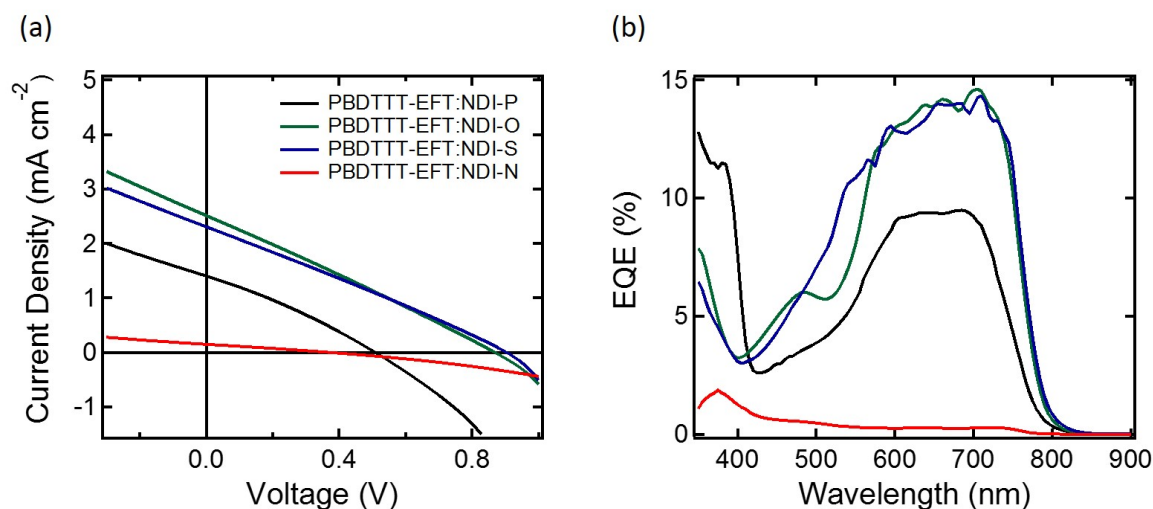 (a)
(b)
Current Density (mA cm⁻²)
5
4
3
2
1
0
-1
PBDTTT-EFT:NDI-P
PBDTTT-EFT:NDI-O
PBDTTT-EFT:NDI-S
PBDTTT-EFT:NDI-N
0.0
0.4
0.8
Voltage (V)
EQE (%)
15
10
5
0
400
500
600
700
800
900
Wavelength (nm)